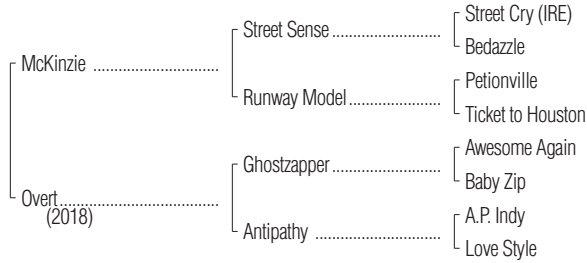 Street Cry (IRE)
Street Sense ..........................
Bedazzle
McKinzie ..............................
Petionville
Runway Model ......................
Ticket to Houston
Awesome Again
Ghostzapper ..........................
Baby Zip
Overt ....................................
(2018)
A.P. Indy
Antipathy ..............................
Love Style